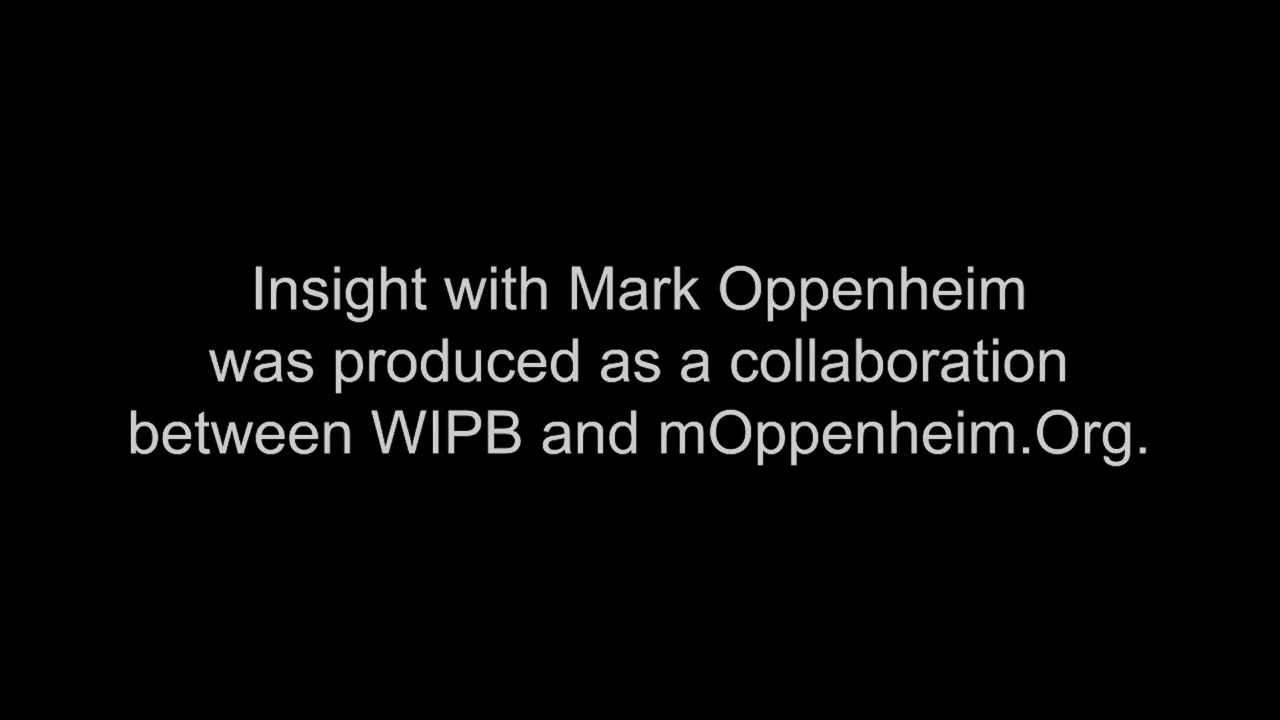 Insight with Mark Oppenheim
was produced as a collaboration
between WIPB and mOppenheim.Org.